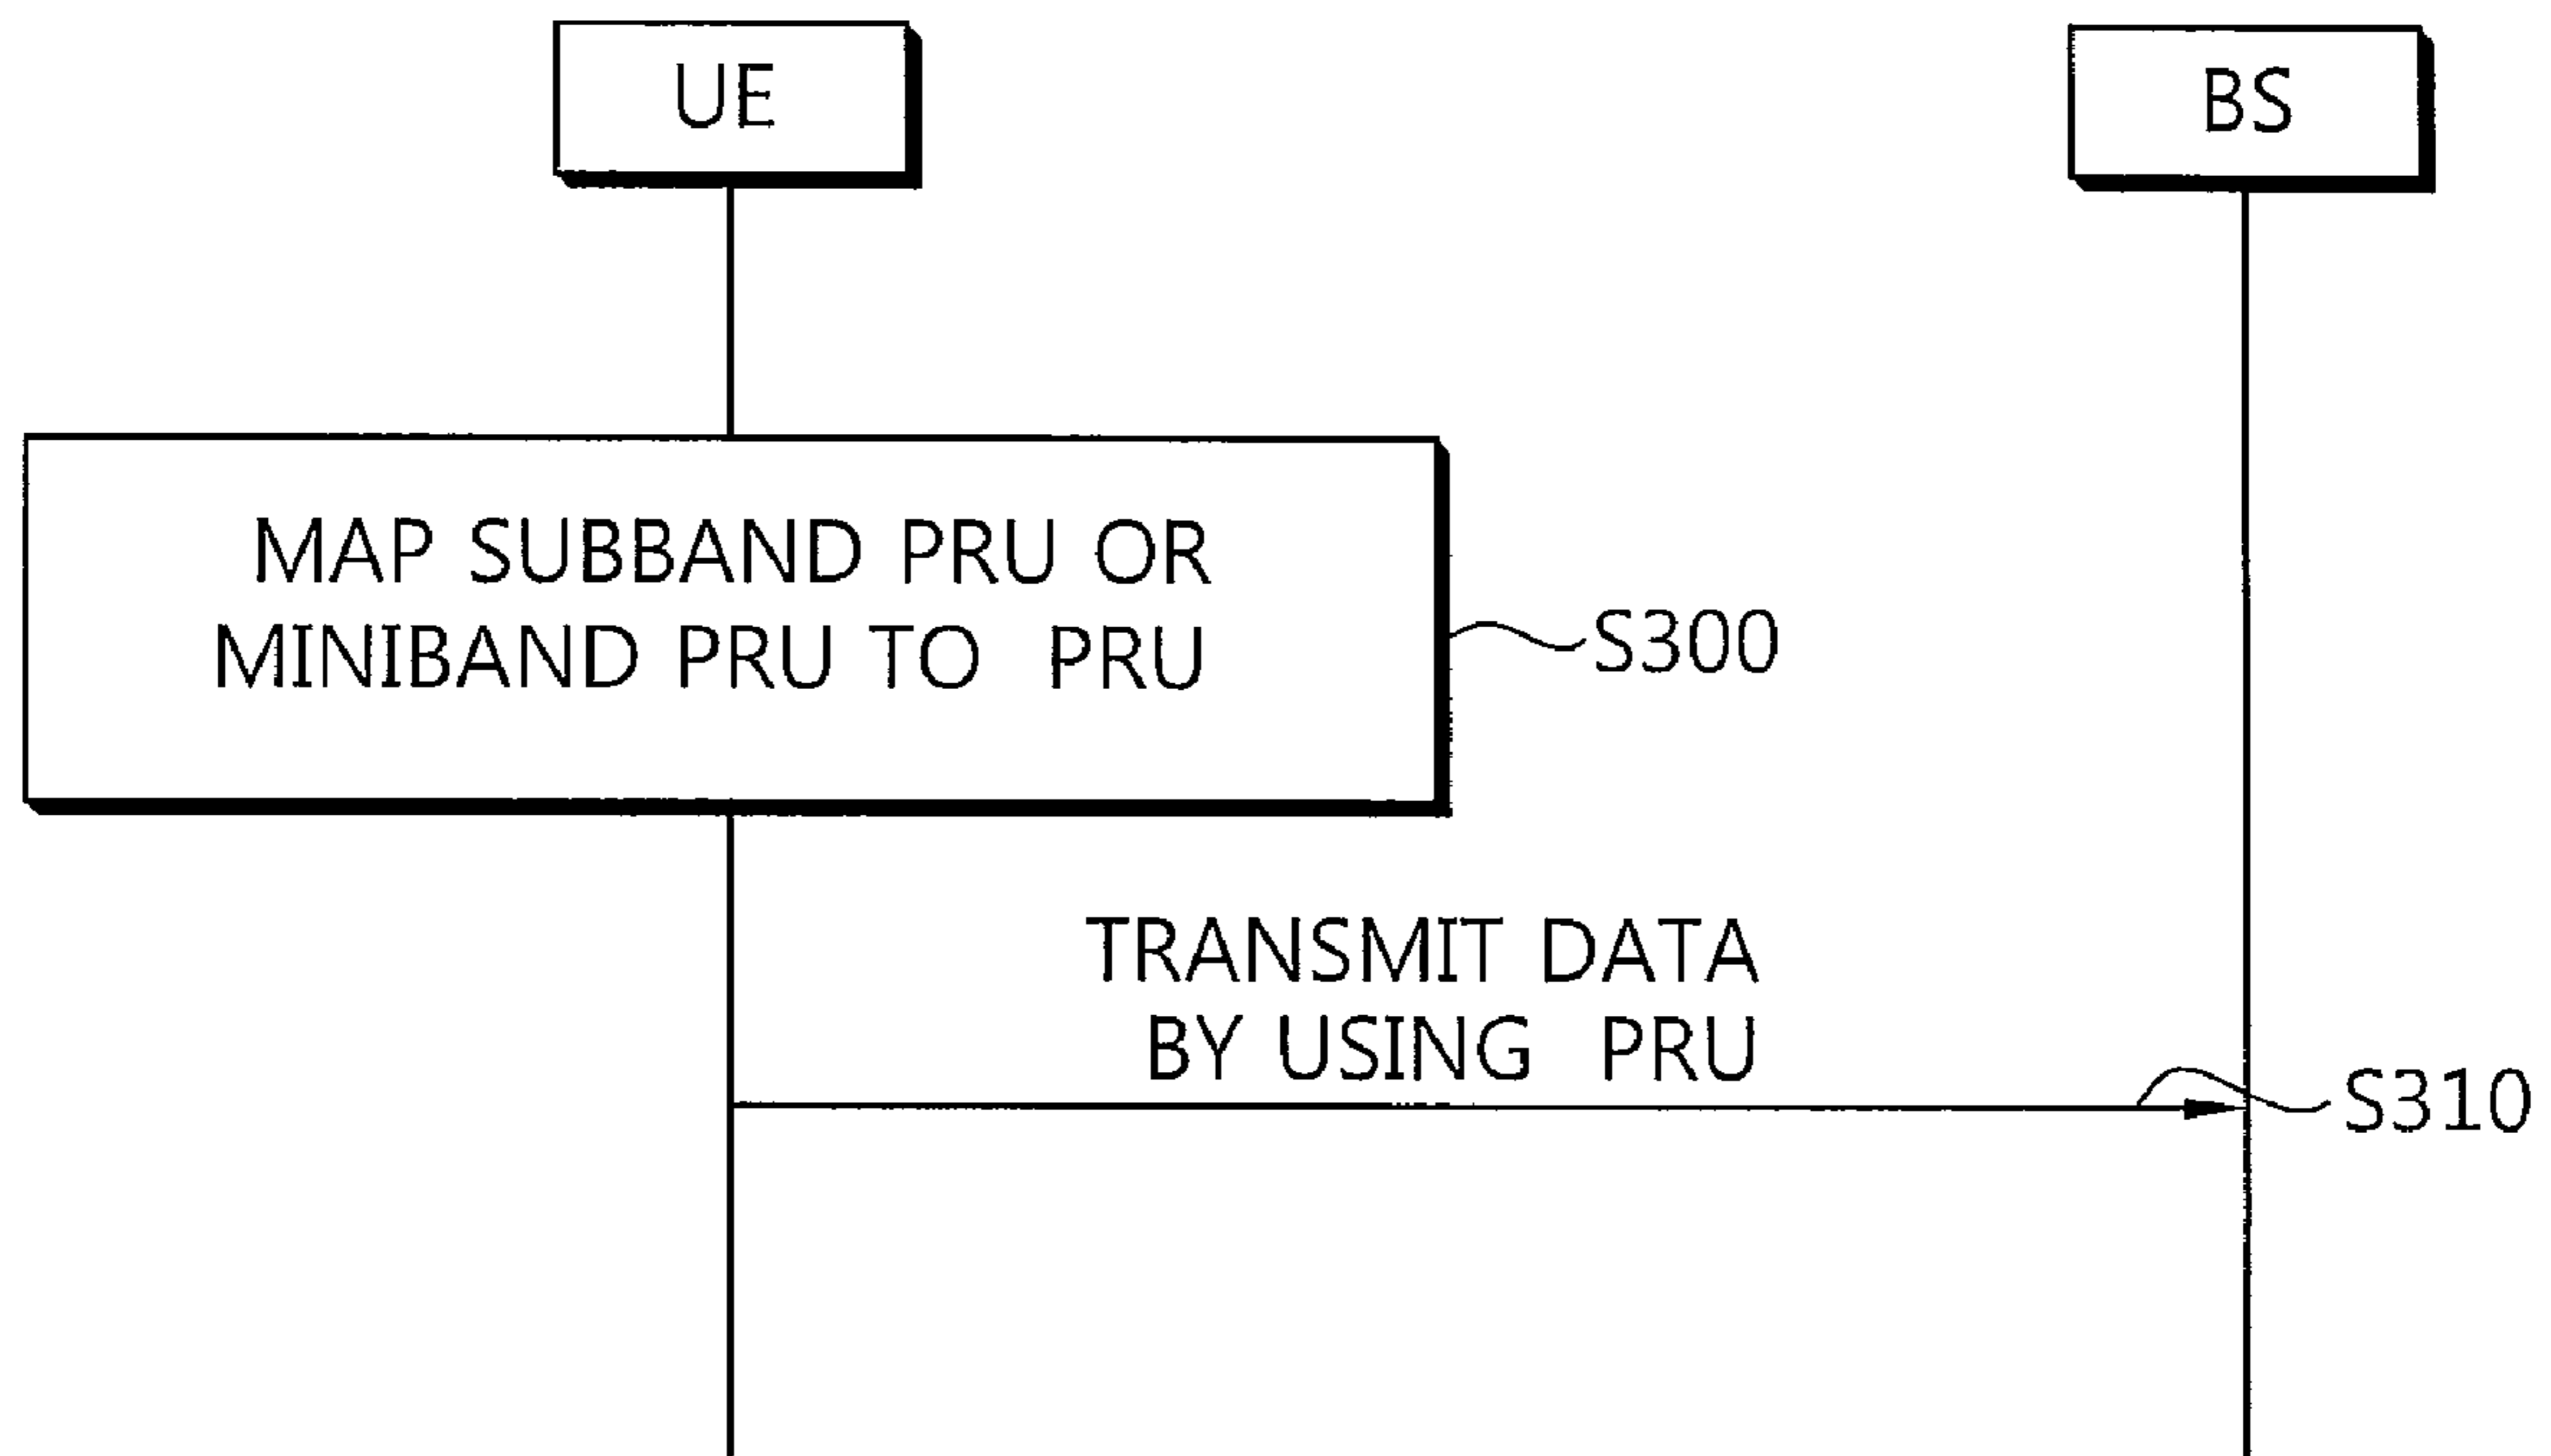 UE
BS
MAP SUBBAND PRU OR
MINIBAND PRU TO PRU
S300
TRANSMIT DATA
BY USING PRU
S310